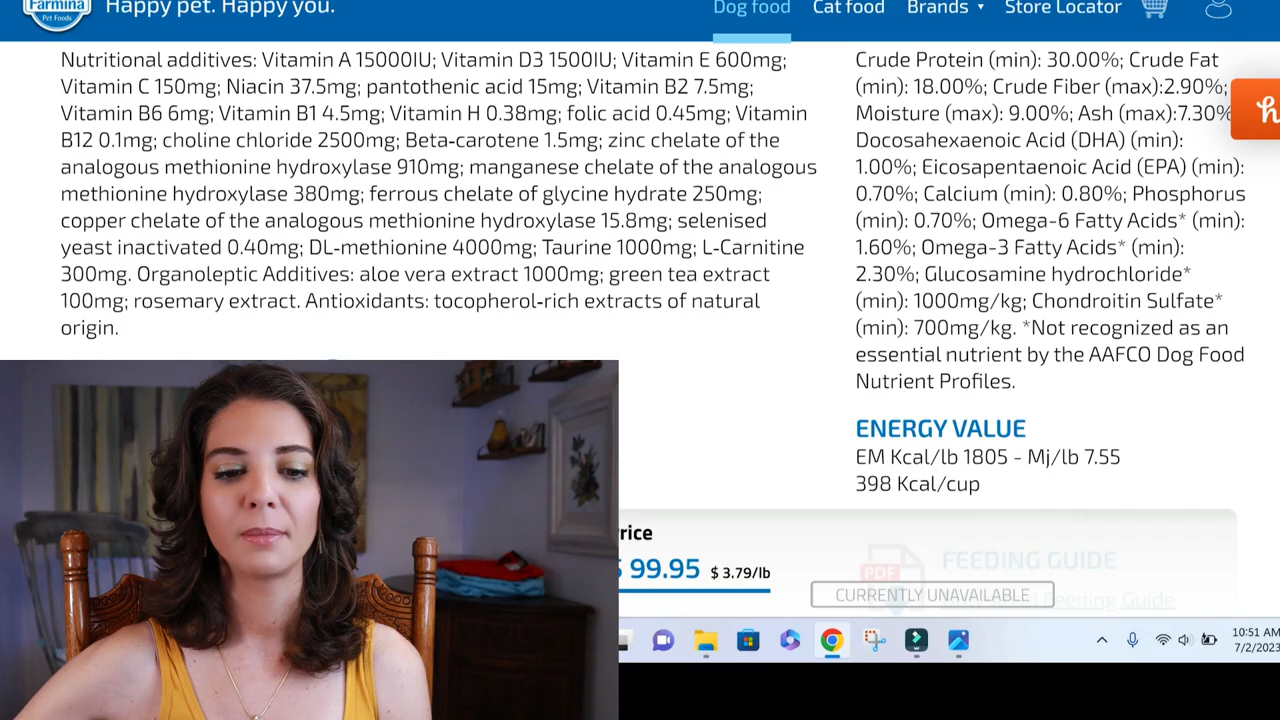 Farmina
Pet Foods
Happy pet. Happy you.
Dog food
Cat food
Brands
Store Locator
Nutritional additives: Vitamin A 15000IU; Vitamin D3 1500IU; Vitamin E 600mg;
Vitamin C 150mg; Niacin 37.5mg; pantothenic acid 15mg; Vitamin B2 7.5mg;
Vitamin B6 6mg; Vitamin B1 4.5mg; Vitamin H 0.38mg; folic acid 0.45mg; Vitamin
B12 0.1mg; choline chloride 2500mg; Beta-carotene 1.5mg; zinc chelate of the
analogous methionine hydroxylase 910mg; manganese chelate of the analogous
methionine hydroxylase 380mg; ferrous chelate of glycine hydrate 250mg;
copper chelate of the analogous methionine hydroxylase 15.8mg; selenised
yeast inactivated 0.40mg; DL-methionine 4000mg; Taurine 1000mg; L-Carnitine
300mg. Organoleptic Additives: aloe vera extract 1000mg; green tea extract
100mg; rosemary extract. Antioxidants: tocopherol-rich extracts of natural
origin.
Crude Protein (min): 30.00%; Crude Fat
(min): 18.00%; Crude Fiber (max):2.90%;
Moisture (max): 9.00%; Ash (max):7.30%
Docosahexaenoic Acid (DHA) (min):
1.00%; Eicosapentaenoic Acid (EPA) (min):
0.70%; Calcium (min): 0.80%; Phosphorus
(min): 0.70%; Omega-6 Fatty Acids* (min):
1.60%; Omega-3 Fatty Acids* (min):
2.30%; Glucosamine hydrochloride*
(min): 1000mg/kg; Chondroitin Sulfate*
(min): 700mg/kg. *Not recognized as an
essential nutrient by the AAFCO Dog Food
Nutrient Profiles.
ENERGY VALUE
EM Kcal/lb 1805 - Mj/lb 7.55
398 Kcal/cup
rice
$ 99.95 $ 3.79/lb
PDF
FEEDING GUIDE
CURRENTLY UNAVAILABLE
eeding Guide
10:51 AM
7/2/2023